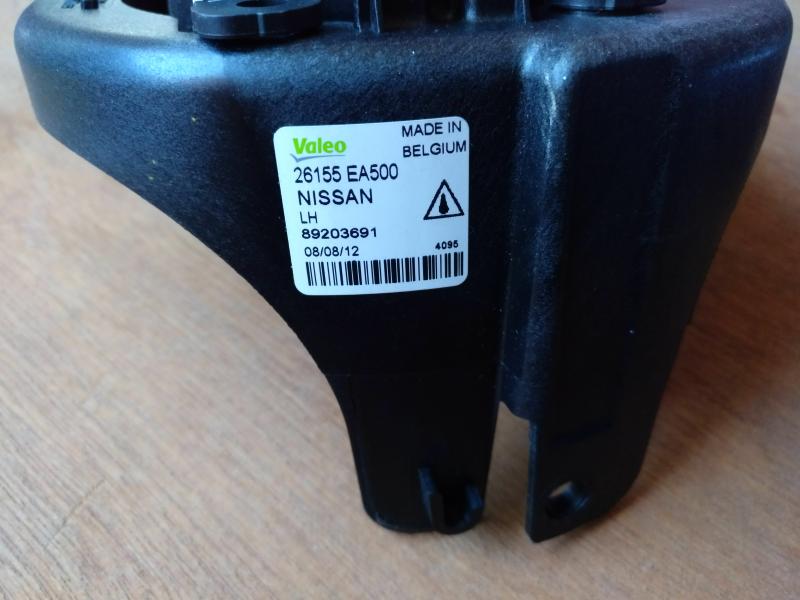 Valeo
MADE IN
BELGIUM
26155 EA500
NISSAN
LH
89203691
08/08/12
4095